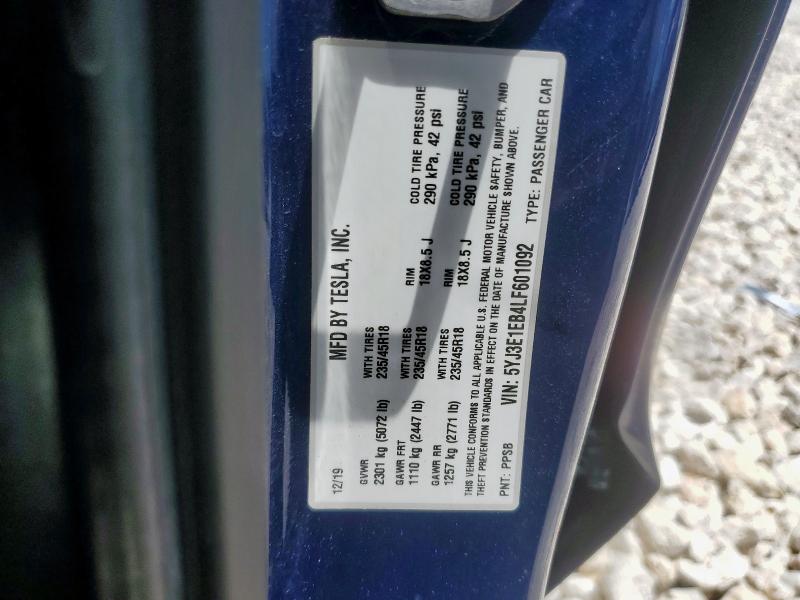 MFD BY TESLA, INC.
12/19
GVWR WITH TIRES
2301 kg (5072 lb) 235/45R18
GAWR FRT WITH TIRES RIM COLD TIRE PRESSURE
1110 kg (2447 lb) 235/45R18 18X8.5 J 290 kPa, 42 psi
GAWR RR WITH TIRES RIM COLD TIRE PRESSURE
1257 kg (2771 lb) 235/45R18 18X8.5 J 290 kPa, 42 psi
THIS VEHICLE CONFORMS TO ALL APPLICABLE U.S. FEDERAL MOTOR VEHICLE SAFETY, BUMPER, AND
THEFT PREVENTION STANDARDS IN EFFECT ON THE DATE OF MANUFACTURE SHOWN ABOVE.
VIN: 5YJ3E1EB4LF601092
PNT: PPSB TYPE: PASSENGER CAR